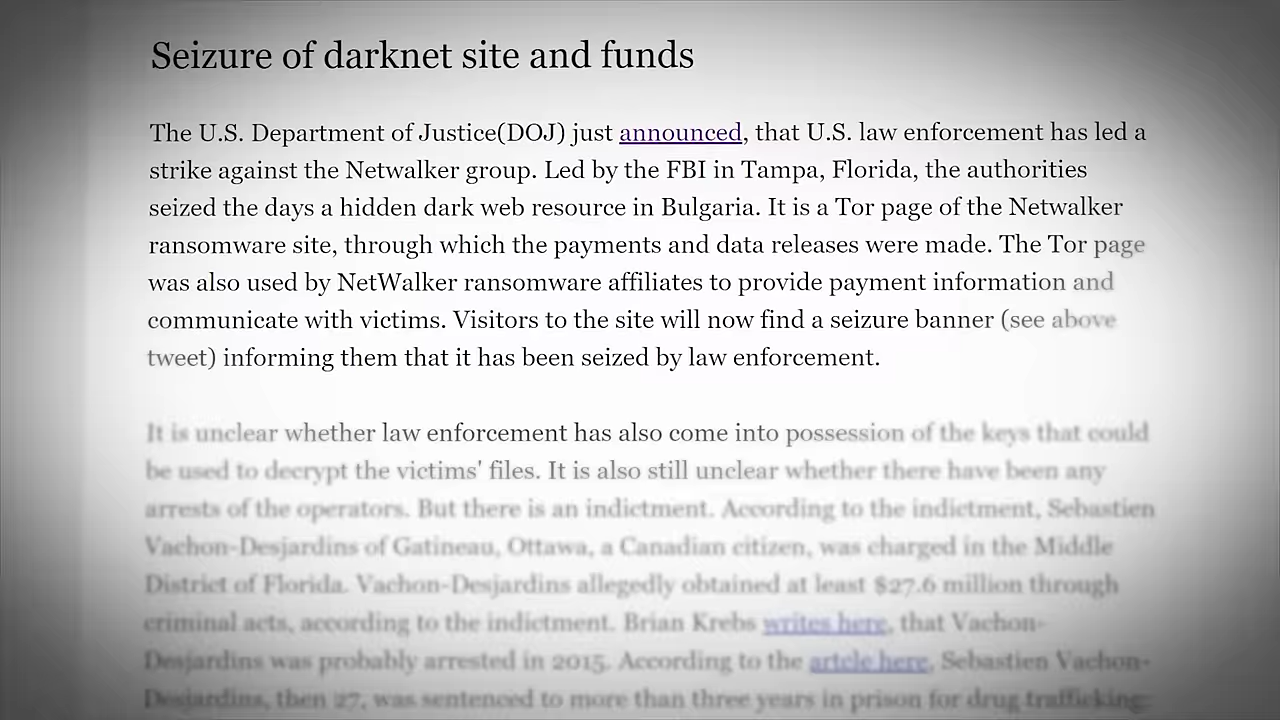 Seizure of darknet site and funds
The U.S. Department of Justice(DOJ) just announced, that U.S. law enforcement has led a
strike against the Netwalker group. Led by the FBI in Tampa, Florida, the authorities
seized the days a hidden dark web resource in Bulgaria. It is a Tor page of the Netwalker
ransomware site, through which the payments and data releases were made. The Tor page
was also used by NetWalker ransomware affiliates to provide payment information and
communicate with victims. Visitors to the site will now find a seizure banner (see above
tweet) informing them that it has been seized by law enforcement.
It is unclear whether law enforcement has also come into possession of the keys that could
be used to decrypt the victims' files. It is also still unclear whether there have been any
arrests of the operators. But there is an indictment. According to the indictment, Sebastien
Vachon-Desjardins of Gatineau, Ottawa, a Canadian citizen, was charged in the Middle
District of Florida. Vachon-Desjardins allegedly obtained at least $27.6 million through
criminal acts, according to the indictment. Brian Krebs writes here, that Vachon-
Desjardins was probably arrested in 2015. According to the artcle here, Sebastien Vachon-
Desjardins, then 27, was sentenced to more than three years in prison for drug trafficking: